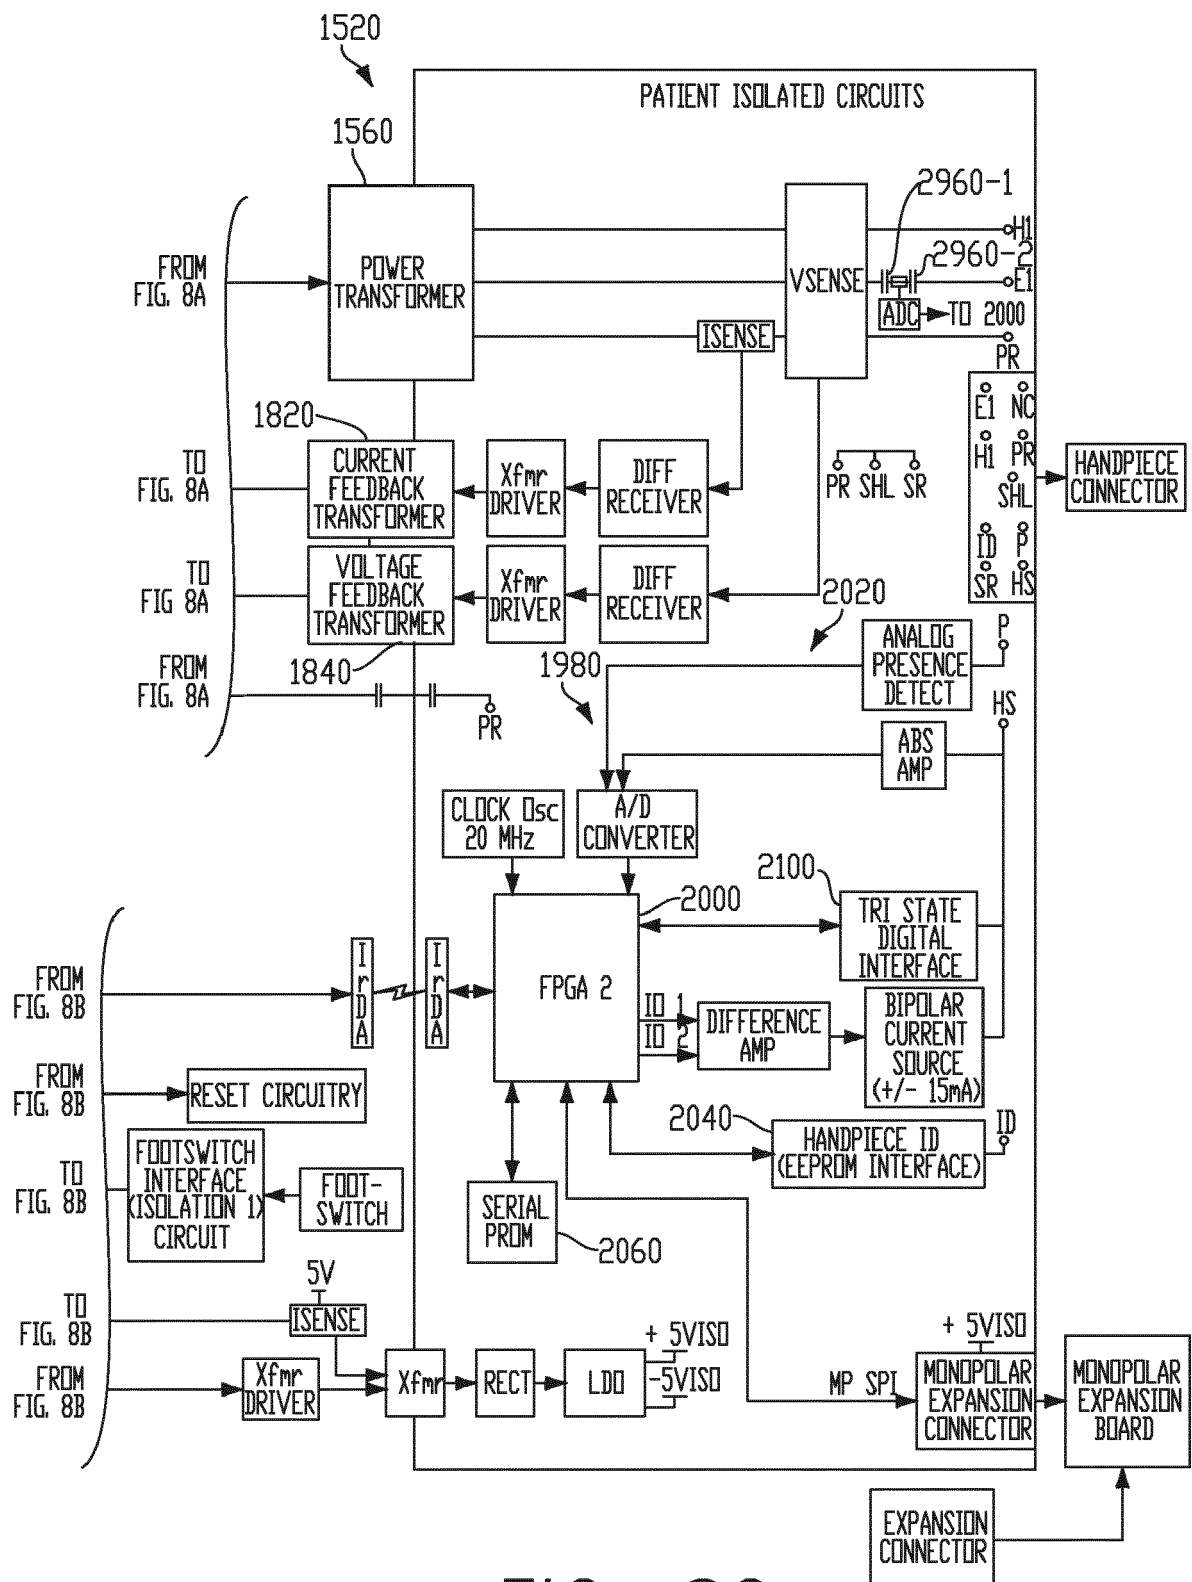 1520
PATIENT ISOLATED CIRCUITS
1560
2960-1
H1
2960-2
FROM
FIG. 8A
POWER
TRANSFORMER
VSENSE
E1
ADC
TO 2000
ISENSE
PR
E1 NC
1820
H1 PR
TO
FIG. 8A
CURRENT
FEEDBACK
TRANSFORMER
Xfmr
DRIVER
DIFF
RECEIVER
PR SHL SR
SHL
HANDPIECE
CONNECTOR
ID P
TO
FIG 8A
VOLTAGE
FEEDBACK
TRANSFORMER
Xfmr
DRIVER
DIFF
RECEIVER
SR HS
2020
FROM
FIG. 8A
1840
1980
ANALOG
PRESENCE
DETECT
P
PR
HS
ABS
AMP
CLOCK Osc
20 MHz
A/D
CONVERTER
2100
2000
TRI STATE
DIGITAL
INTERFACE
FROM
FIG. 8B
IrDA
IrDA
FPGA 2
IO 1
IO 2
DIFFERENCE
AMP
BIPOLAR
CURRENT
SOURCE
(+/- 15mA)
FROM
FIG. 8B
RESET CIRCUITRY
2040
HANDPIECE ID
(EEPROM INTERFACE)
ID
TO
FIG. 8B
FOOTSWITCH
INTERFACE
(ISOLATION 1)
CIRCUIT
FOOT-
SWITCH
SERIAL
PROM
2060
5V
TO
FIG. 8B
ISENSE
+ 5VISO
+ 5VISO
FROM
FIG. 8B
Xfmr
DRIVER
Xfmr
RECT
LDO
-5VISO
MP SPI
MONOPOLAR
EXPANSION
CONNECTOR
MONOPOLAR
EXPANSION
BOARD
EXPANSION
CONNECTOR